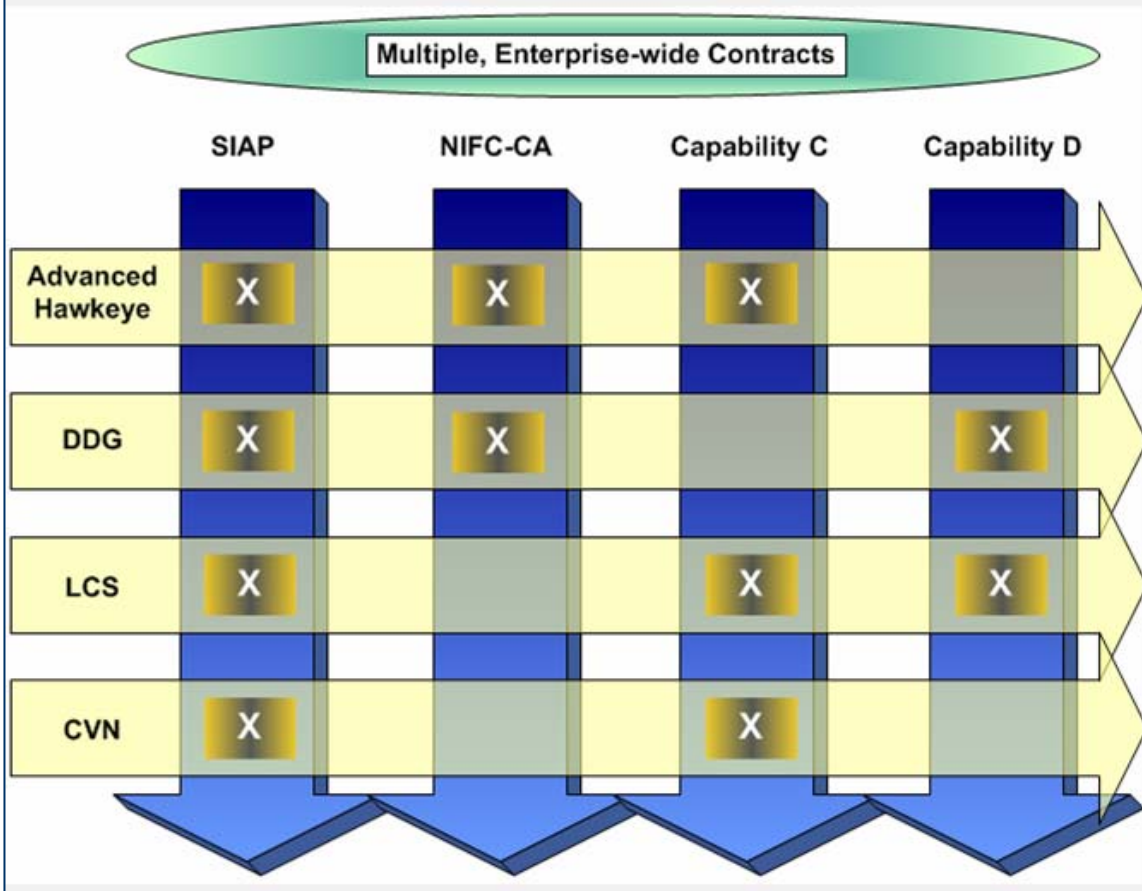 Multiple, Enterprise-wide Contracts
SIAP NIFC-CA Capability C Capability D
Advanced
Hawkeye
X X X
DDG X X X
LCS X X X
CVN X X